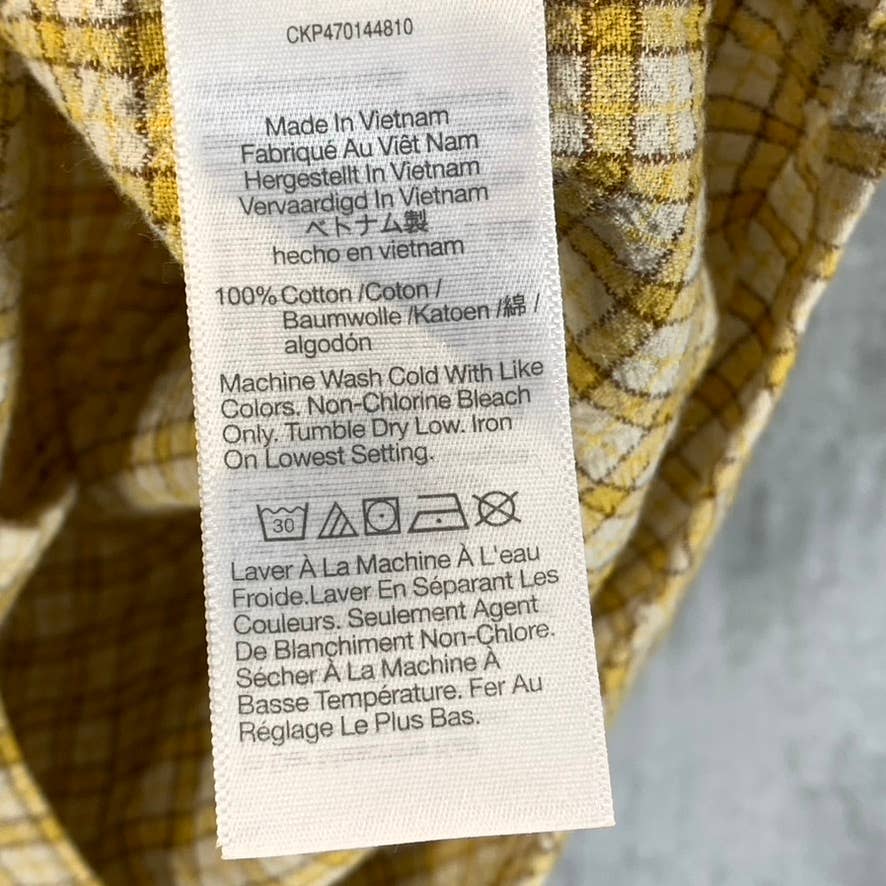 CKP470144810
Made In Vietnam
Fabriqué Au Viêt Nam
Hergestellt In Vietnam
Vervaardigd In Vietnam
ベトナム製
hecho en vietnam
100% Cotton /Coton /
Baumwolle /Katoen /綿 /
algodón
Machine Wash Cold With Like
Colors. Non-Chlorine Bleach
Only. Tumble Dry Low. Iron
On Lowest Setting.
30
Laver À La Machine À L'eau
Froide.Laver En Séparant Les
Couleurs. Seulement Agent
De Blanchiment Non-Chlore.
Sécher À La Machine À
Basse Température. Fer Au
Réglage Le Plus Bas.